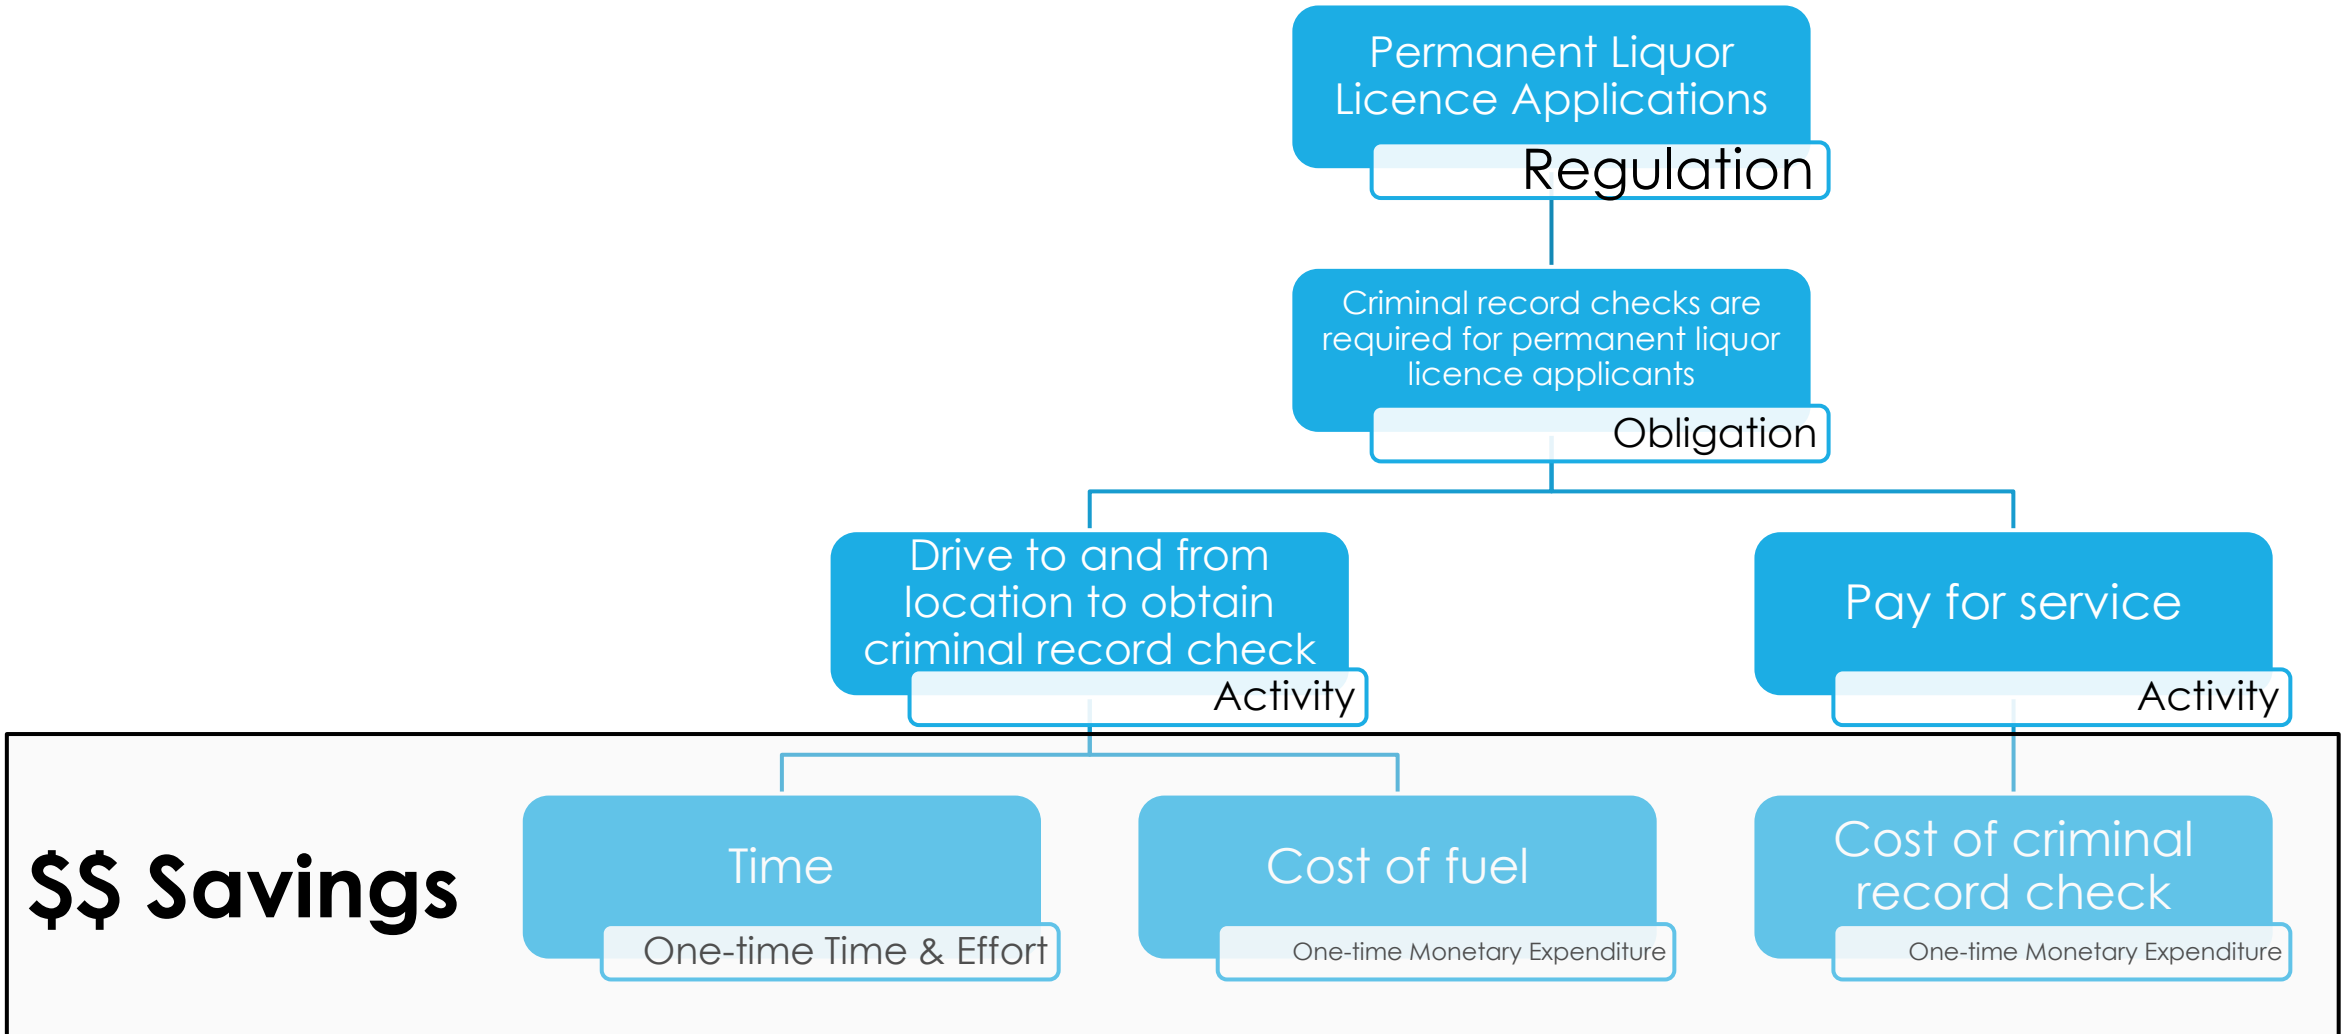 Permanent Liquor
Licence Applications
Regulation
Criminal record checks are
required for permanent liquor
licence applicants
Obligation
Drive to and from
location to obtain
criminal record check
Activity
Pay for service
Activity
$$ Savings
Time
One-time Time & Effort
Cost of fuel
One-time Monetary Expenditure
Cost of criminal
record check
One-time Monetary Expenditure